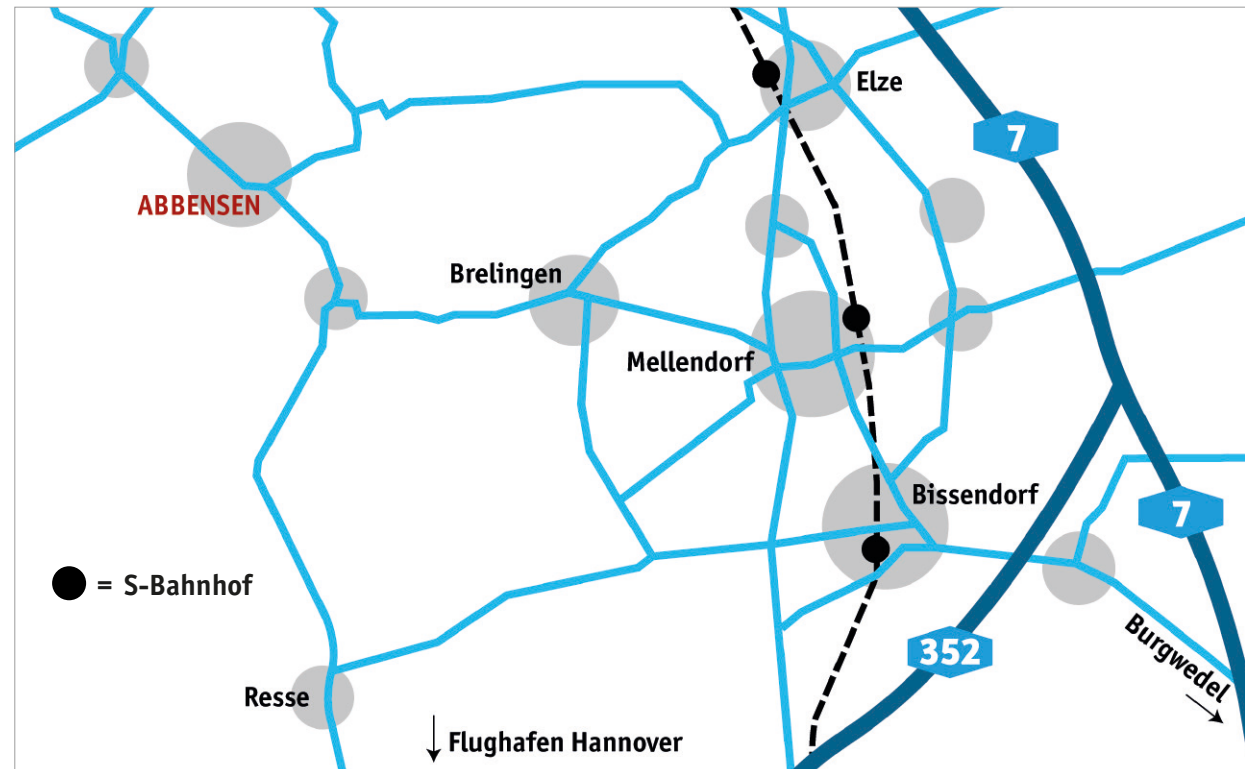 Elze
7
ABBENSEN
Brelingen
Mellendorf
Bissendorf
7
= S-Bahnhof
352
Burgwedel
Resse
Flughafen Hannover